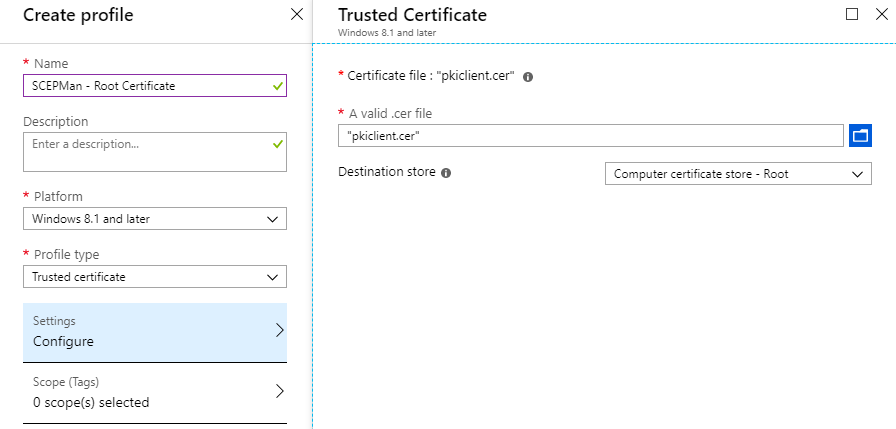 Create profile
* Name
SCEPMan - Root Certificate
Description
Enter a description...
* Platform
Windows 8.1 and later
* Profile type
Trusted certificate
Settings
Configure
Scope (Tags)
0 scope(s) selected
Trusted Certificate
Windows 8.1 and later
* Certificate file : "pkiclient.cer"
* A valid .cer file
"pkiclient.cer"
Destination store
Computer certificate store - Root